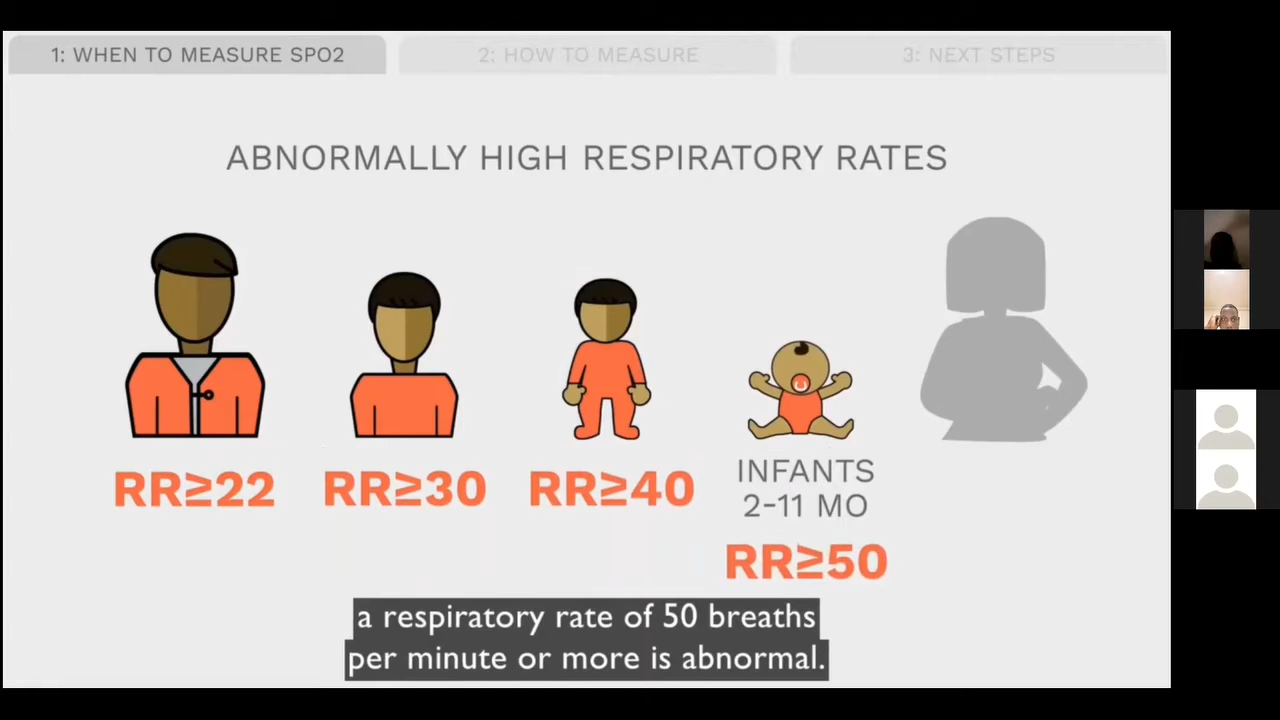 1: WHEN TO MEASURE SPO2
2: HOW TO MEASURE
3: NEXT STEPS
ABNORMALLY HIGH RESPIRATORY RATES
RR≥22
RR≥30
RR≥40
INFANTS
2-11 MO
RR≥50
a respiratory rate of 50 breaths
per minute or more is abnormal.